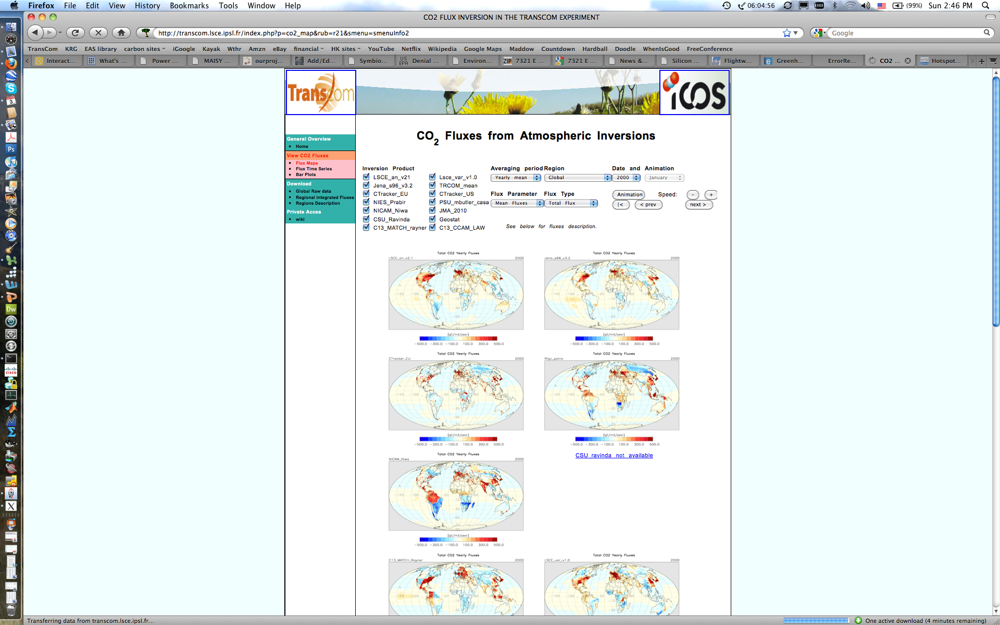 Firefox File Edit View History Bookmarks Tools Window Help 06:04:56 (99%) Sun 2:46 PM
CO2 FLUX INVERSION IN THE TRANSCOM EXPERIMENT
http://transcom.lsce.ipsl.fr/index.php?p=co2_map&rub=r21&smenu=smenuInfo2 Google
TransCom KRG EAS library carbon sites iGoogle Kayak Wthr Amzn eBay financial HK sites YouTube Netflix Wikipedia Google Maps Maddow Countdown Hardball Doodle WhenIsGood FreeConference
Interact... What's ... Power ... MAISY ... ourproj... Add/Ed... Symbio... US EPA Denial ... Environ... ZIP 7321 E ... 7321 E ... News &... Silicon ... Flightw... Greenh... ErrorRe... CO2 ... Hotspot...
Transcom
iCOS
General Overview
Home
View CO2 Fluxes
Flux Maps
Flux Time Series
Bar Plots
Download
Global Raw data
Regional Integrated Fluxes
Regions Description
Private Acces
wiki
CO2 Fluxes from Atmospheric Inversions
Inversion Product
LSCE_an_v21 Lsce_var_v1.0
Jena_s96_v3.2 TRCOM_mean
CTracker_EU CTracker_US
NIES_Prabir PSU_mbutler_casa
NICAM_Niwa JMA_2010
CSU_Ravinda Geostat
C13_MATCH_rayner C13_CCAM_LAW
Averaging period Region Date and Animation
Yearly mean Global 2000 January
Flux Parameter Flux Type Animation Speed: - +
Mean Fluxes Total Flux |< < prev next >
See below for fluxes description.
Total CO2 Yearly Fluxes
LSCE_an_v2.1 2000
[gC/m2/year]
-500.0 -300.0 -100.0 100.0 300.0 500.0
Total CO2 Yearly Fluxes
Jena_s96_v3.2 2000
[gC/m2/year]
-500.0 -300.0 -100.0 100.0 300.0 500.0
Total CO2 Yearly Fluxes
CTracker_EU 2000
[gC/m2/year]
-500.0 -300.0 -100.0 100.0 300.0 500.0
Total CO2 Yearly Fluxes
Rigc_patra 2000
[gC/m2/year]
-500.0 -300.0 -100.0 100.0 300.0 500.0
Total CO2 Yearly Fluxes
NICAM_Niwa 2000
[gC/m2/year]
-500.0 -300.0 -100.0 100.0 300.0 500.0
CSU_ravinda not available
Total CO2 Yearly Fluxes
C13_MATCH_Rayner 2000
Total CO2 Yearly Fluxes
LSCE_var_v1.0 2000
Transferring data from transcom.lsce.ipsl.fr... One active download (4 minutes remaining)